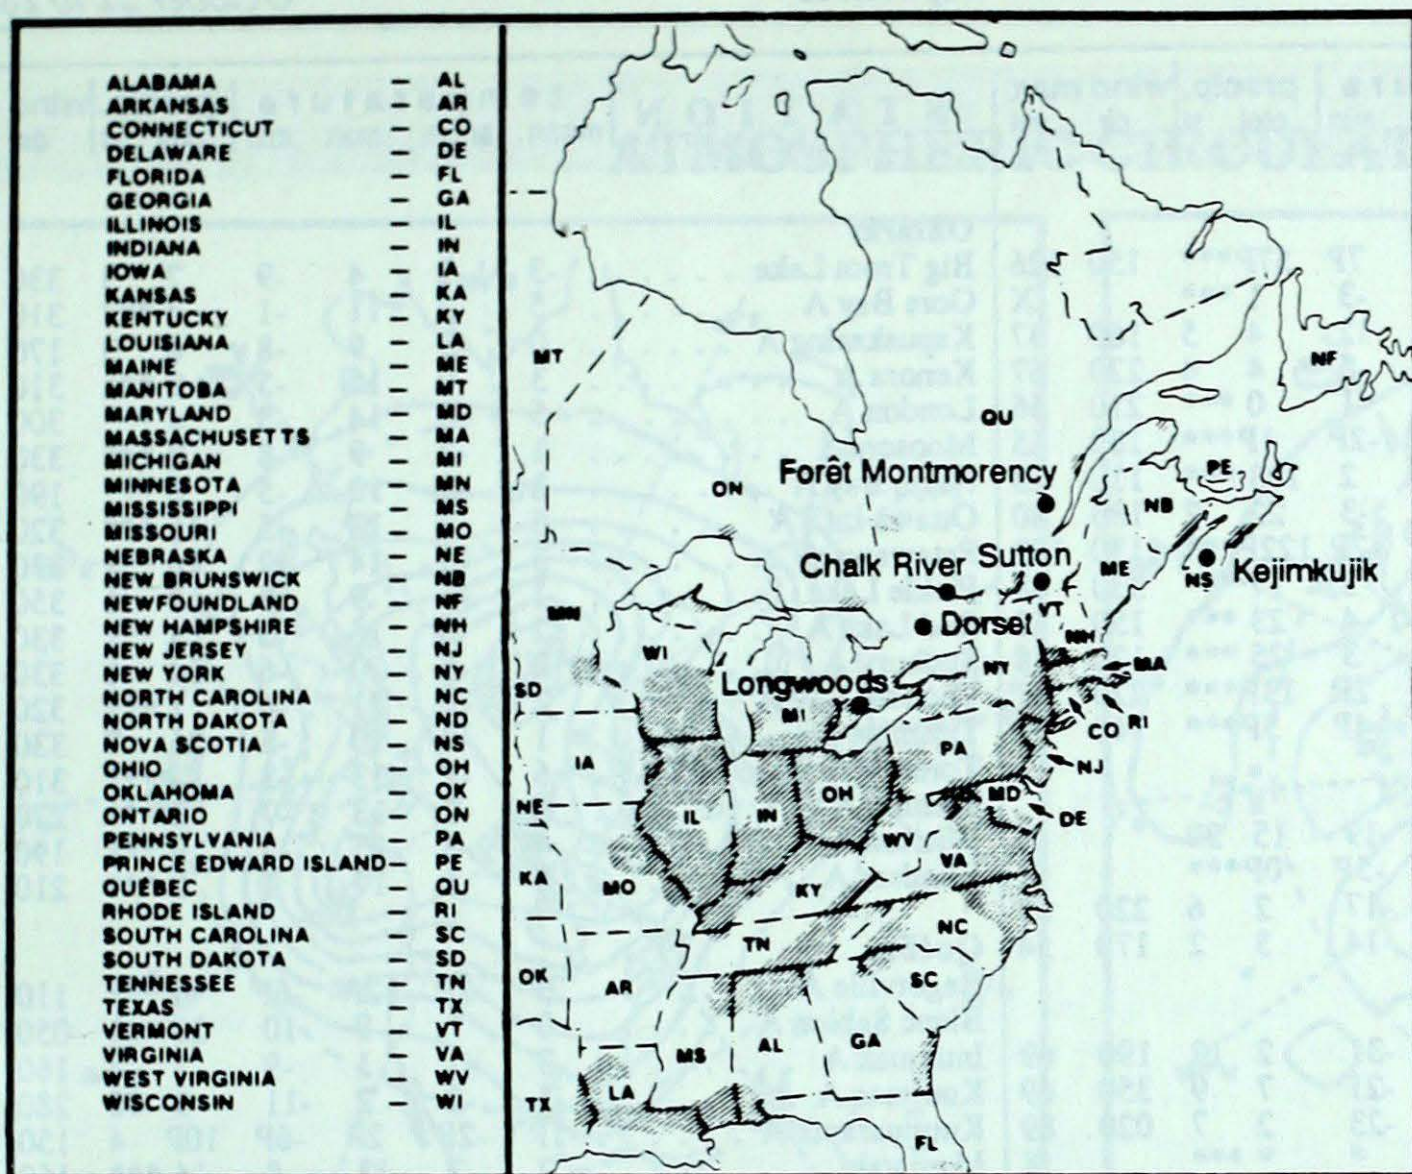 ALABAMA – AL
ARKANSAS – AR
CONNECTICUT – CO
DELAWARE – DE
FLORIDA – FL
GEORGIA – GA
ILLINOIS – IL
INDIANA – IN
IOWA – IA
KANSAS – KA
KENTUCKY – KY
LOUISIANA – LA
MAINE – ME
MANITOBA – MT
MARYLAND – MD
MASSACHUSETTS – MA
MICHIGAN – MI
MINNESOTA – MN
MISSISSIPPI – MS
MISSOURI – MO
NEBRASKA – NE
NEW BRUNSWICK – NB
NEWFOUNDLAND – NF
NEW HAMPSHIRE – NH
NEW JERSEY – NJ
NEW YORK – NY
NORTH CAROLINA – NC
NORTH DAKOTA – ND
NOVA SCOTIA – NS
OHIO – OH
OKLAHOMA – OK
ONTARIO – ON
PENNSYLVANIA – PA
PRINCE EDWARD ISLAND – PE
QUÉBEC – QU
RHODE ISLAND – RI
SOUTH CAROLINA – SC
SOUTH DAKOTA – SD
TENNESSEE – TN
TEXAS – TX
VERMONT – VT
VIRGINIA – VA
WEST VIRGINIA – WV
WISCONSIN – WI
MT
NF
QU
Forêt Montmorency
PE
ON
NB
Chalk River
Sutton
ME
NS
Kejimkujik
MN
VT
Dorset
NH
WI
NY
MA
SD
Longwoods
MI
CO
RI
IA
PA
NJ
NE
IL
IN
OH
MD
DE
WV
VA
KA
MO
KY
TN
NC
OK
AR
SC
MS
AL
GA
LA
TX
FL